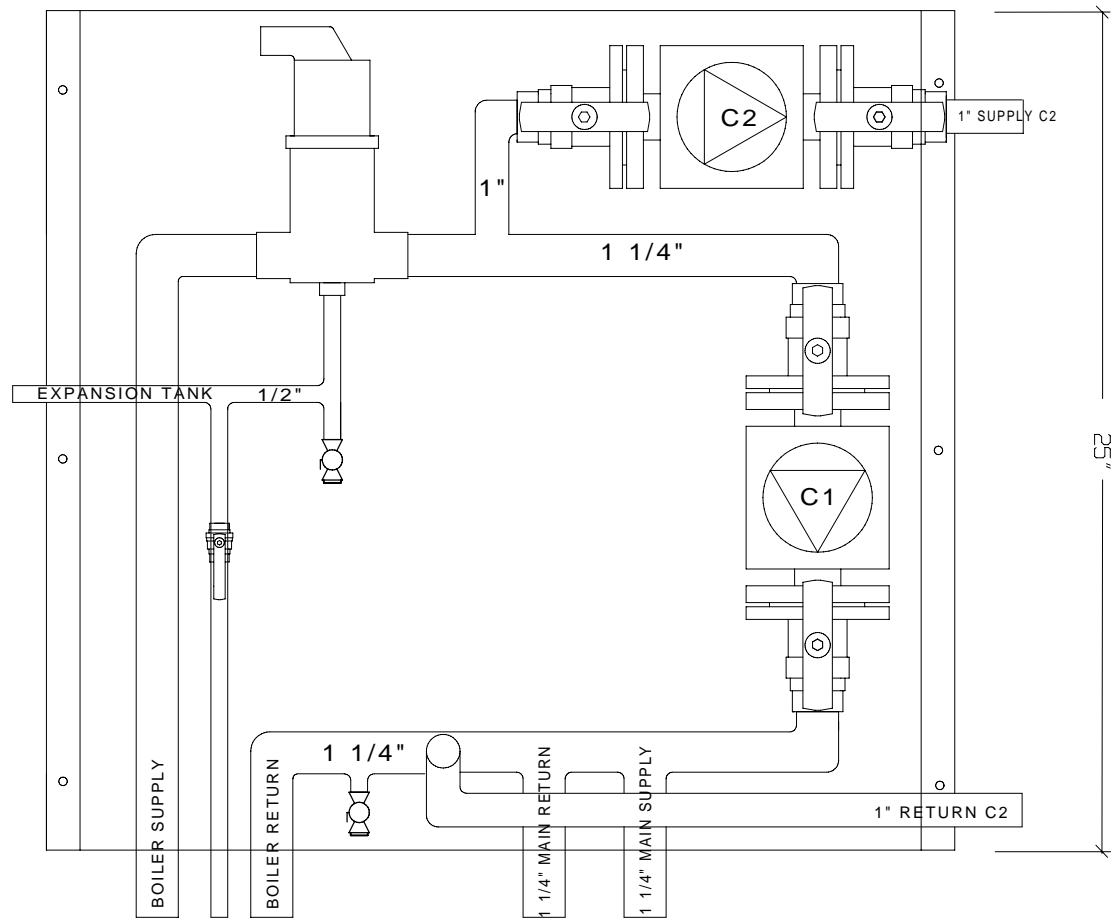 C2
1" SUPPLY C2
1"
1 1/4"
EXPANSION TANK 1/2"
25"
C1
1 1/4"
BOILER SUPPLY
BOILER RETURN
1 1/4" MAIN RETURN
1 1/4" MAIN SUPPLY
1" RETURN C2